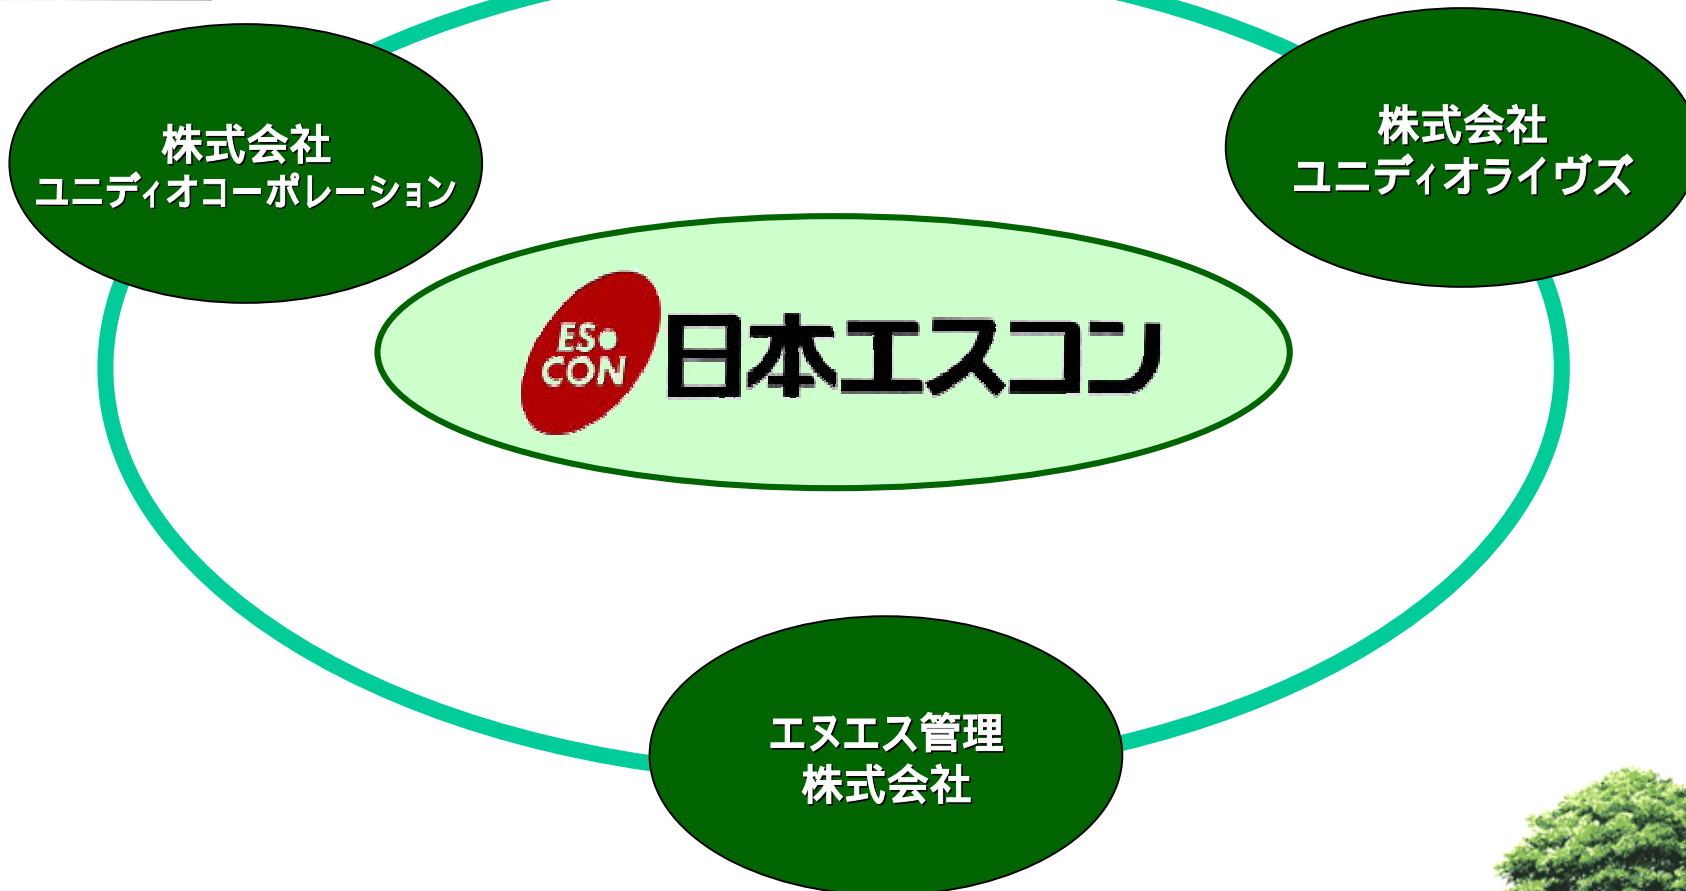 株式会社
ユニディオコーポレーション
株式会社
ユニディオライヴズ
ES・
CON
日本エスコン
エヌエス管理
株式会社